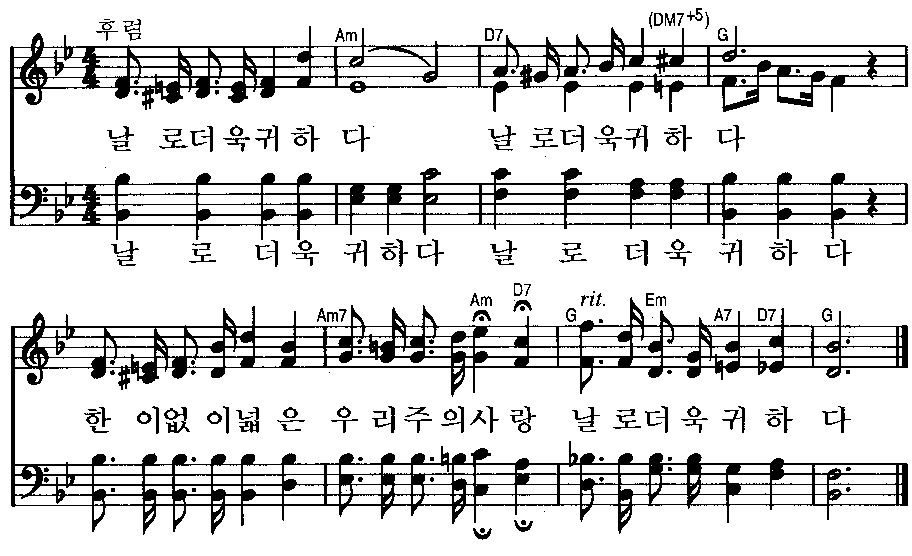 후렴
Am D7 (DM7+5) G
날 로더욱귀 하 다 날 로더욱귀 하 다
날 로 더 욱 귀 하 다 날 로 더 욱 귀 하 다
Am7 Am D7 G rit. Em A7 D7 G
한 이없 이넓 은 우 리주 의사 랑 날 로더 욱 귀 하 다